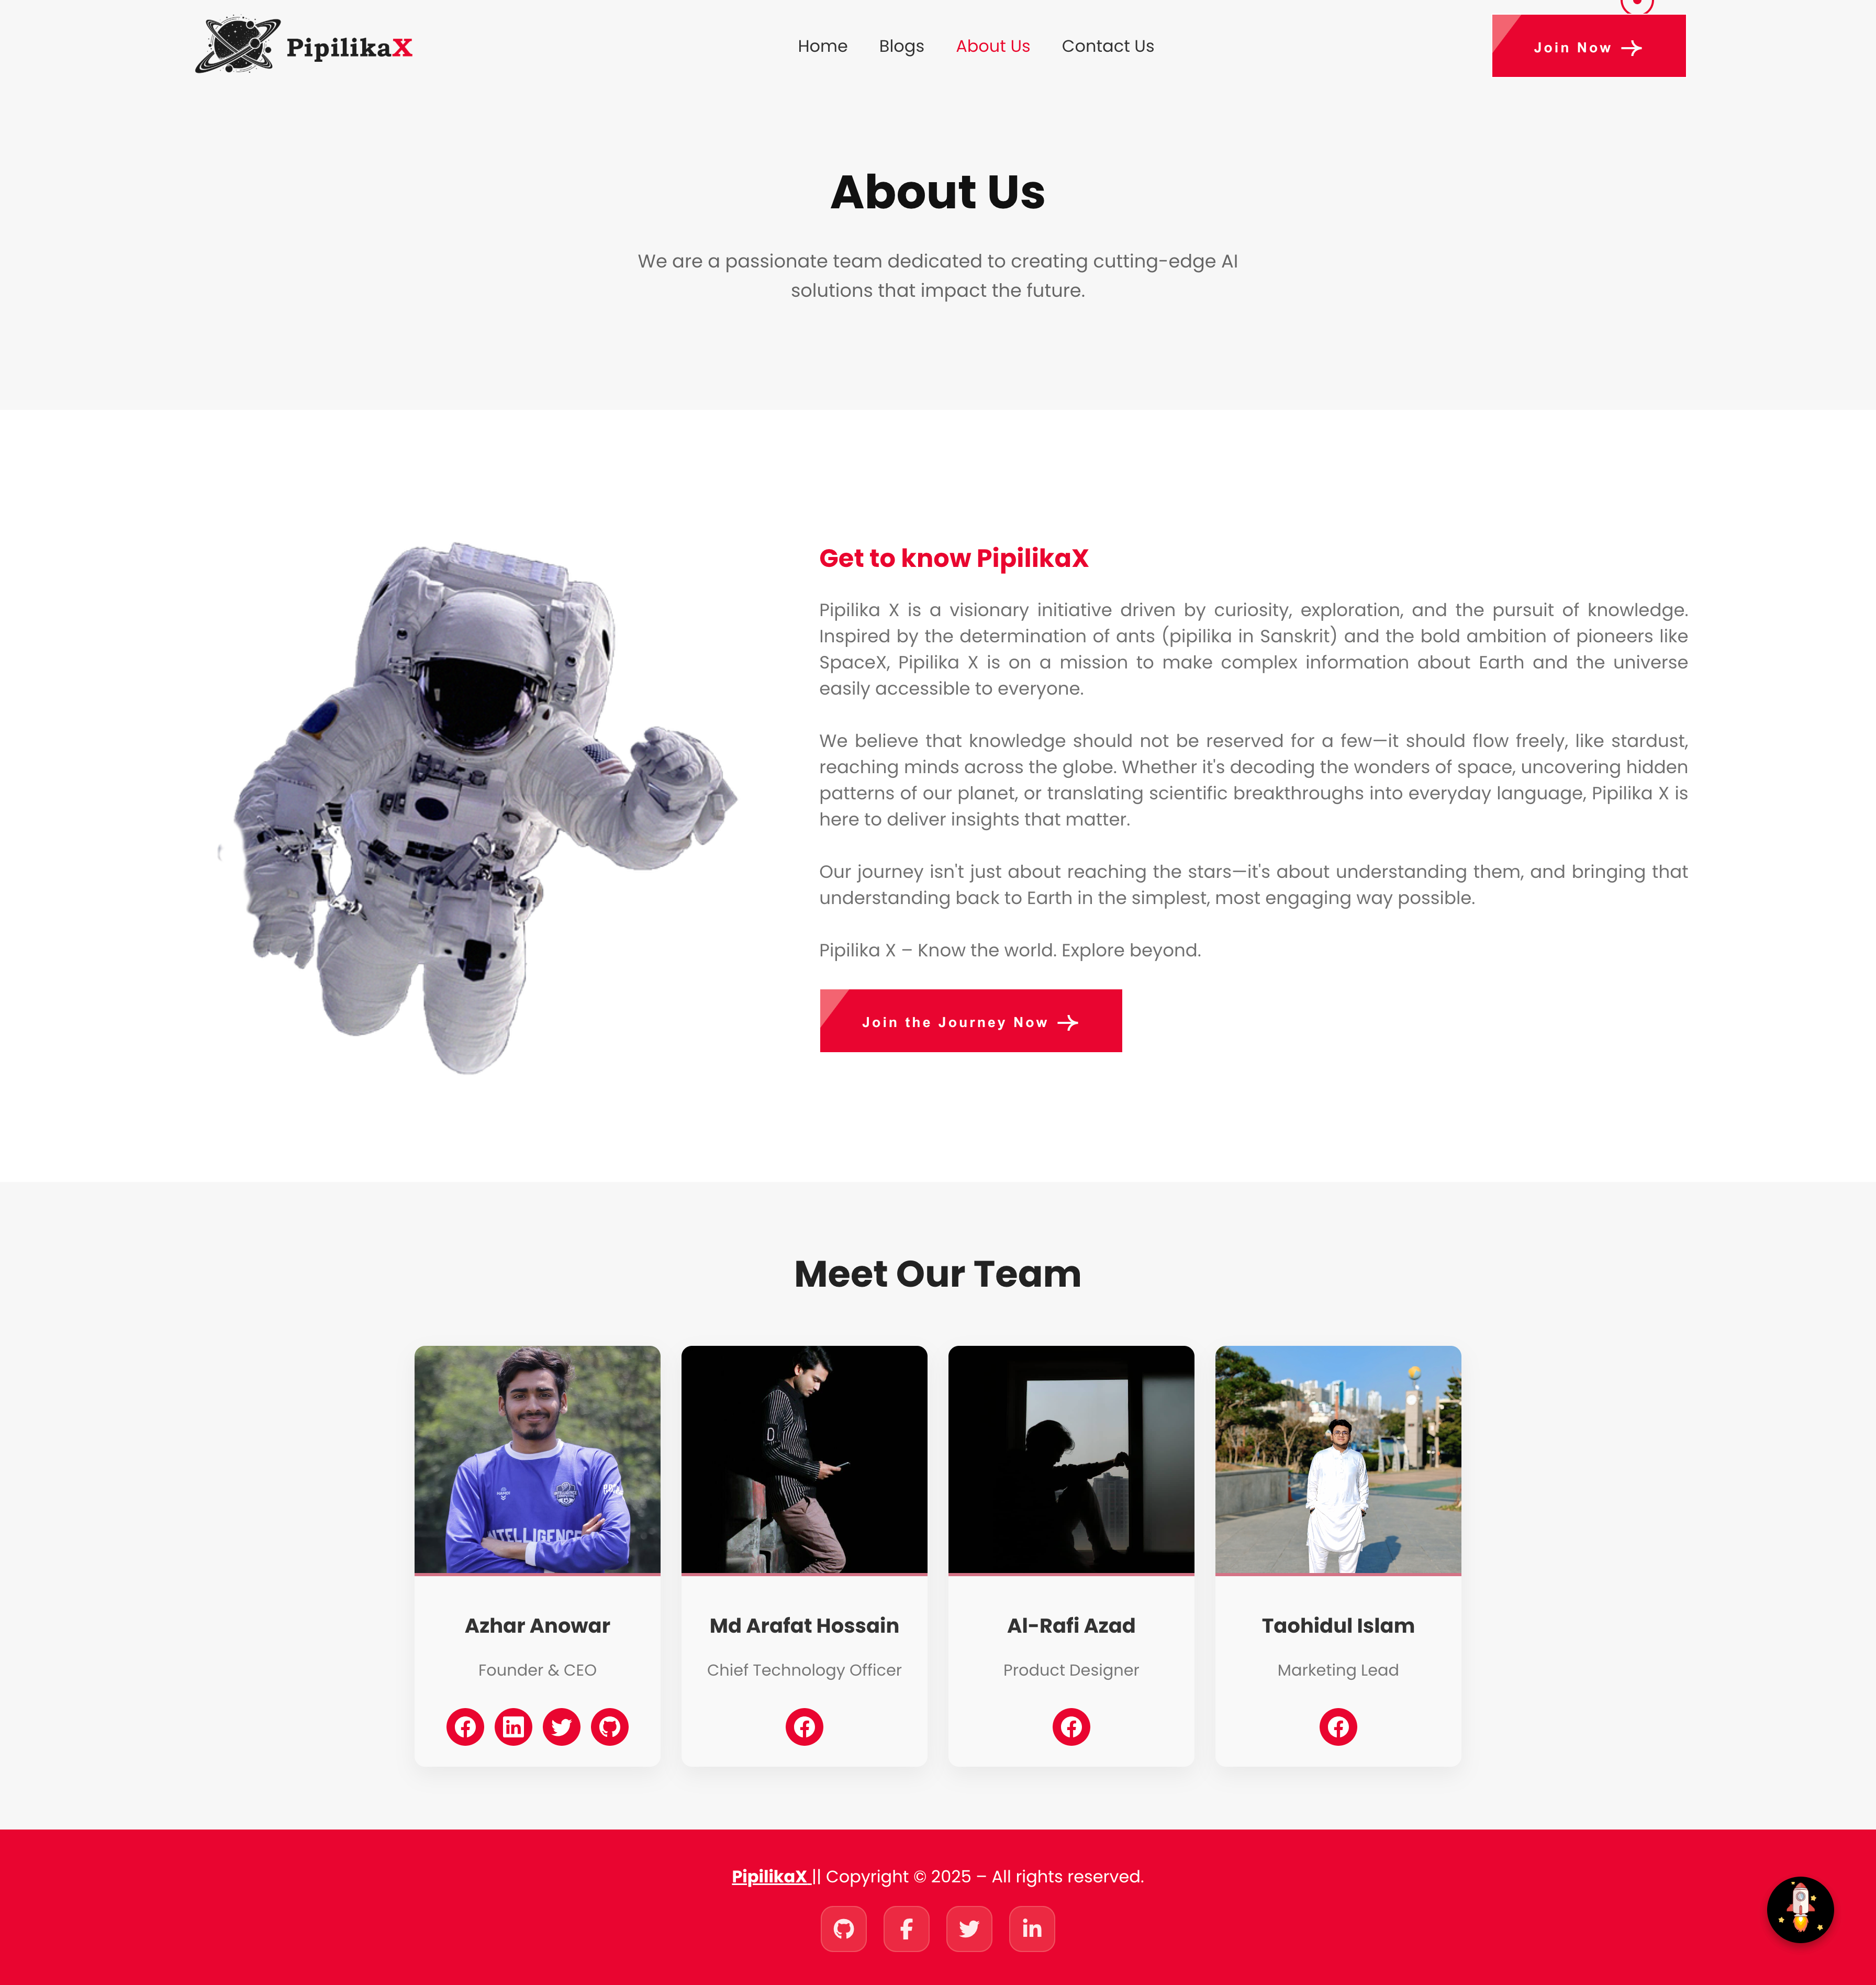 PipilikaX
Home Blogs About Us Contact Us
Join Now
About Us
We are a passionate team dedicated to creating cutting-edge AI
solutions that impact the future.
Get to know PipilikaX
Pipilika X is a visionary initiative driven by curiosity, exploration, and the pursuit of knowledge.
Inspired by the determination of ants (pipilika in Sanskrit) and the bold ambition of pioneers like
SpaceX, Pipilika X is on a mission to make complex information about Earth and the universe
easily accessible to everyone.
We believe that knowledge should not be reserved for a few—it should flow freely, like stardust,
reaching minds across the globe. Whether it's decoding the wonders of space, uncovering hidden
patterns of our planet, or translating scientific breakthroughs into everyday language, Pipilika X is
here to deliver insights that matter.
Our journey isn't just about reaching the stars—it's about understanding them, and bringing that
understanding back to Earth in the simplest, most engaging way possible.
Pipilika X – Know the world. Explore beyond.
Join the Journey Now
Meet Our Team
INTELLIGENCE
Azhar Anowar
Founder & CEO
Md Arafat Hossain
Chief Technology Officer
Al-Rafi Azad
Product Designer
Taohidul Islam
Marketing Lead
PipilikaX || Copyright © 2025 – All rights reserved.